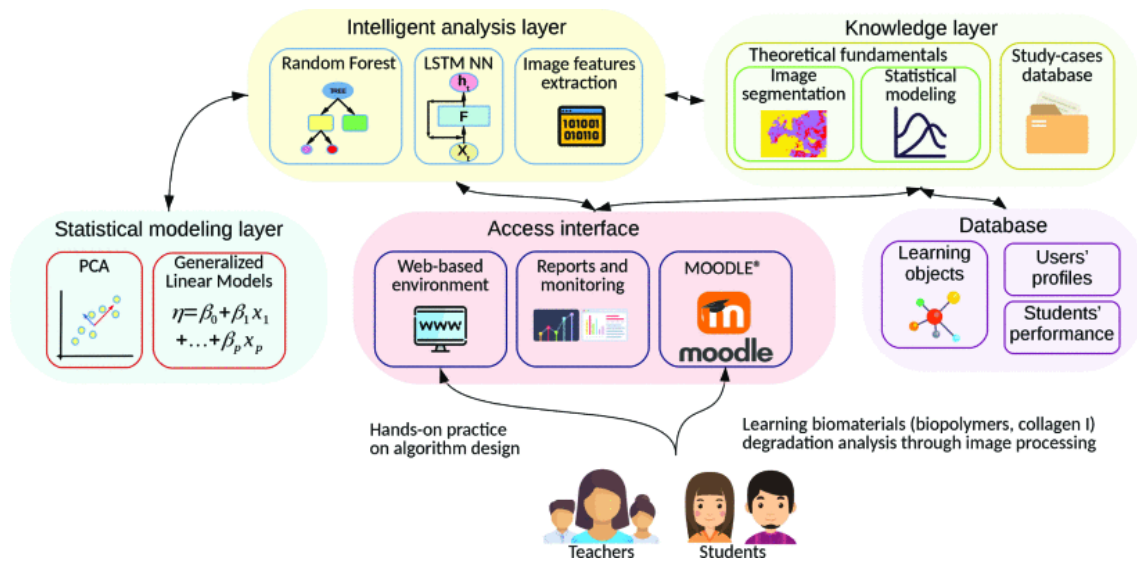 Intelligent analysis layer
Random Forest
TREE
LSTM NN
ht
F
Xt
Image features
extraction
101001
010110
Knowledge layer
Theoretical fundamentals
Image
segmentation
Statistical
modeling
Study-cases
database
Statistical modeling layer
PCA
Generalized
Linear Models
η=β₀+β₁x₁
+...+βₚxₚ
Access interface
Web-based
environment
WWW
Reports and
monitoring
MOODLE®
m
moodle
Database
Learning
objects
Users'
profiles
Students'
performance
Hands-on practice
on algorithm design
Learning biomaterials (biopolymers, collagen I)
degradation analysis through image processing
Teachers
Students